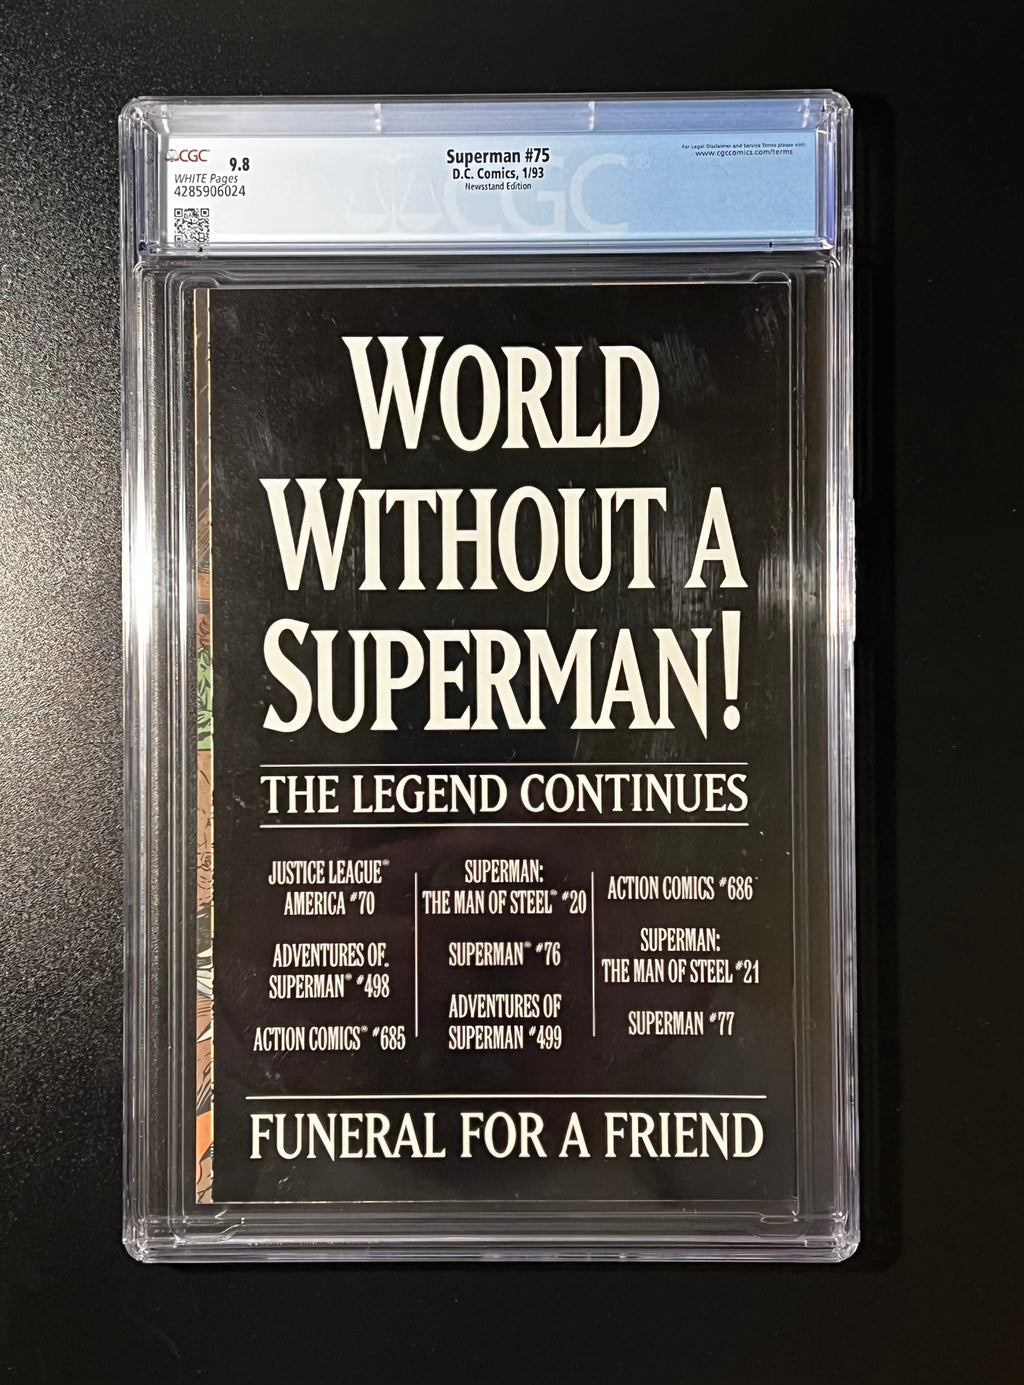 CGC 9.8
WHITE Pages
4285906024
Superman #75
D.C. Comics, 1/93
Newsstand Edition
For Legal Disclaimer and Service Terms please visit:
www.cgccomics.com/terms
CGC
WORLD
WITHOUT A
SUPERMAN!
THE LEGEND CONTINUES
JUSTICE LEAGUE®
AMERICA #70
ADVENTURES OF
SUPERMAN® #498
ACTION COMICS® #685
SUPERMAN:
THE MAN OF STEEL® #20
SUPERMAN® #76
ADVENTURES OF
SUPERMAN #499
ACTION COMICS #686
SUPERMAN:
THE MAN OF STEEL #21
SUPERMAN #77
FUNERAL FOR A FRIEND